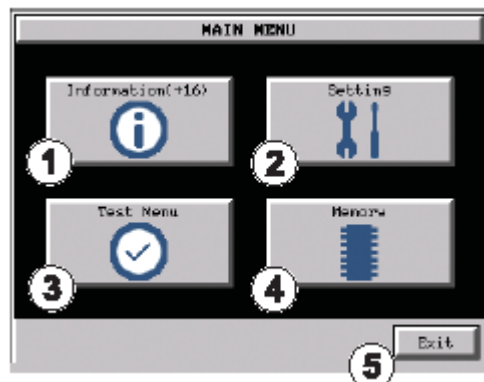 MAIN MENU
Information(+16)
Setting
1
2
Test Menu
Memory
3
4
Exit
5